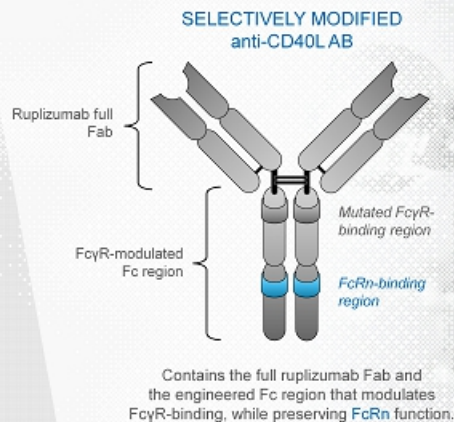 SELECTIVELY MODIFIED
anti-CD40L AB
Ruplizumab full
Fab
Mutated FcγR-
binding region
FcγR-modulated
Fc region
FcRn-binding
region
Contains the full ruplizumab Fab and
the engineered Fc region that modulates
FcγR-binding, while preserving FcRn function.